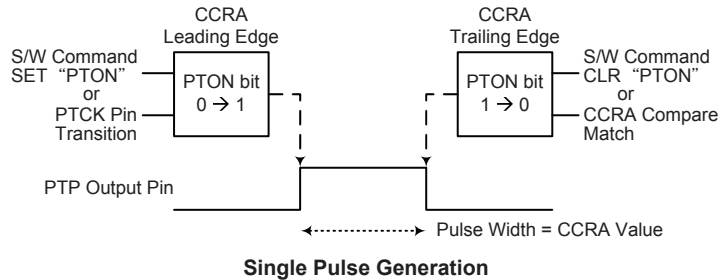 CCRA
Leading Edge
S/W Command
SET “PTON”
or
PTCK Pin
Transition
PTON bit
0 → 1
CCRA
Trailing Edge
PTON bit
1 → 0
S/W Command
CLR “PTON”
or
CCRA Compare
Match
PTP Output Pin
Pulse Width = CCRA Value
Single Pulse Generation